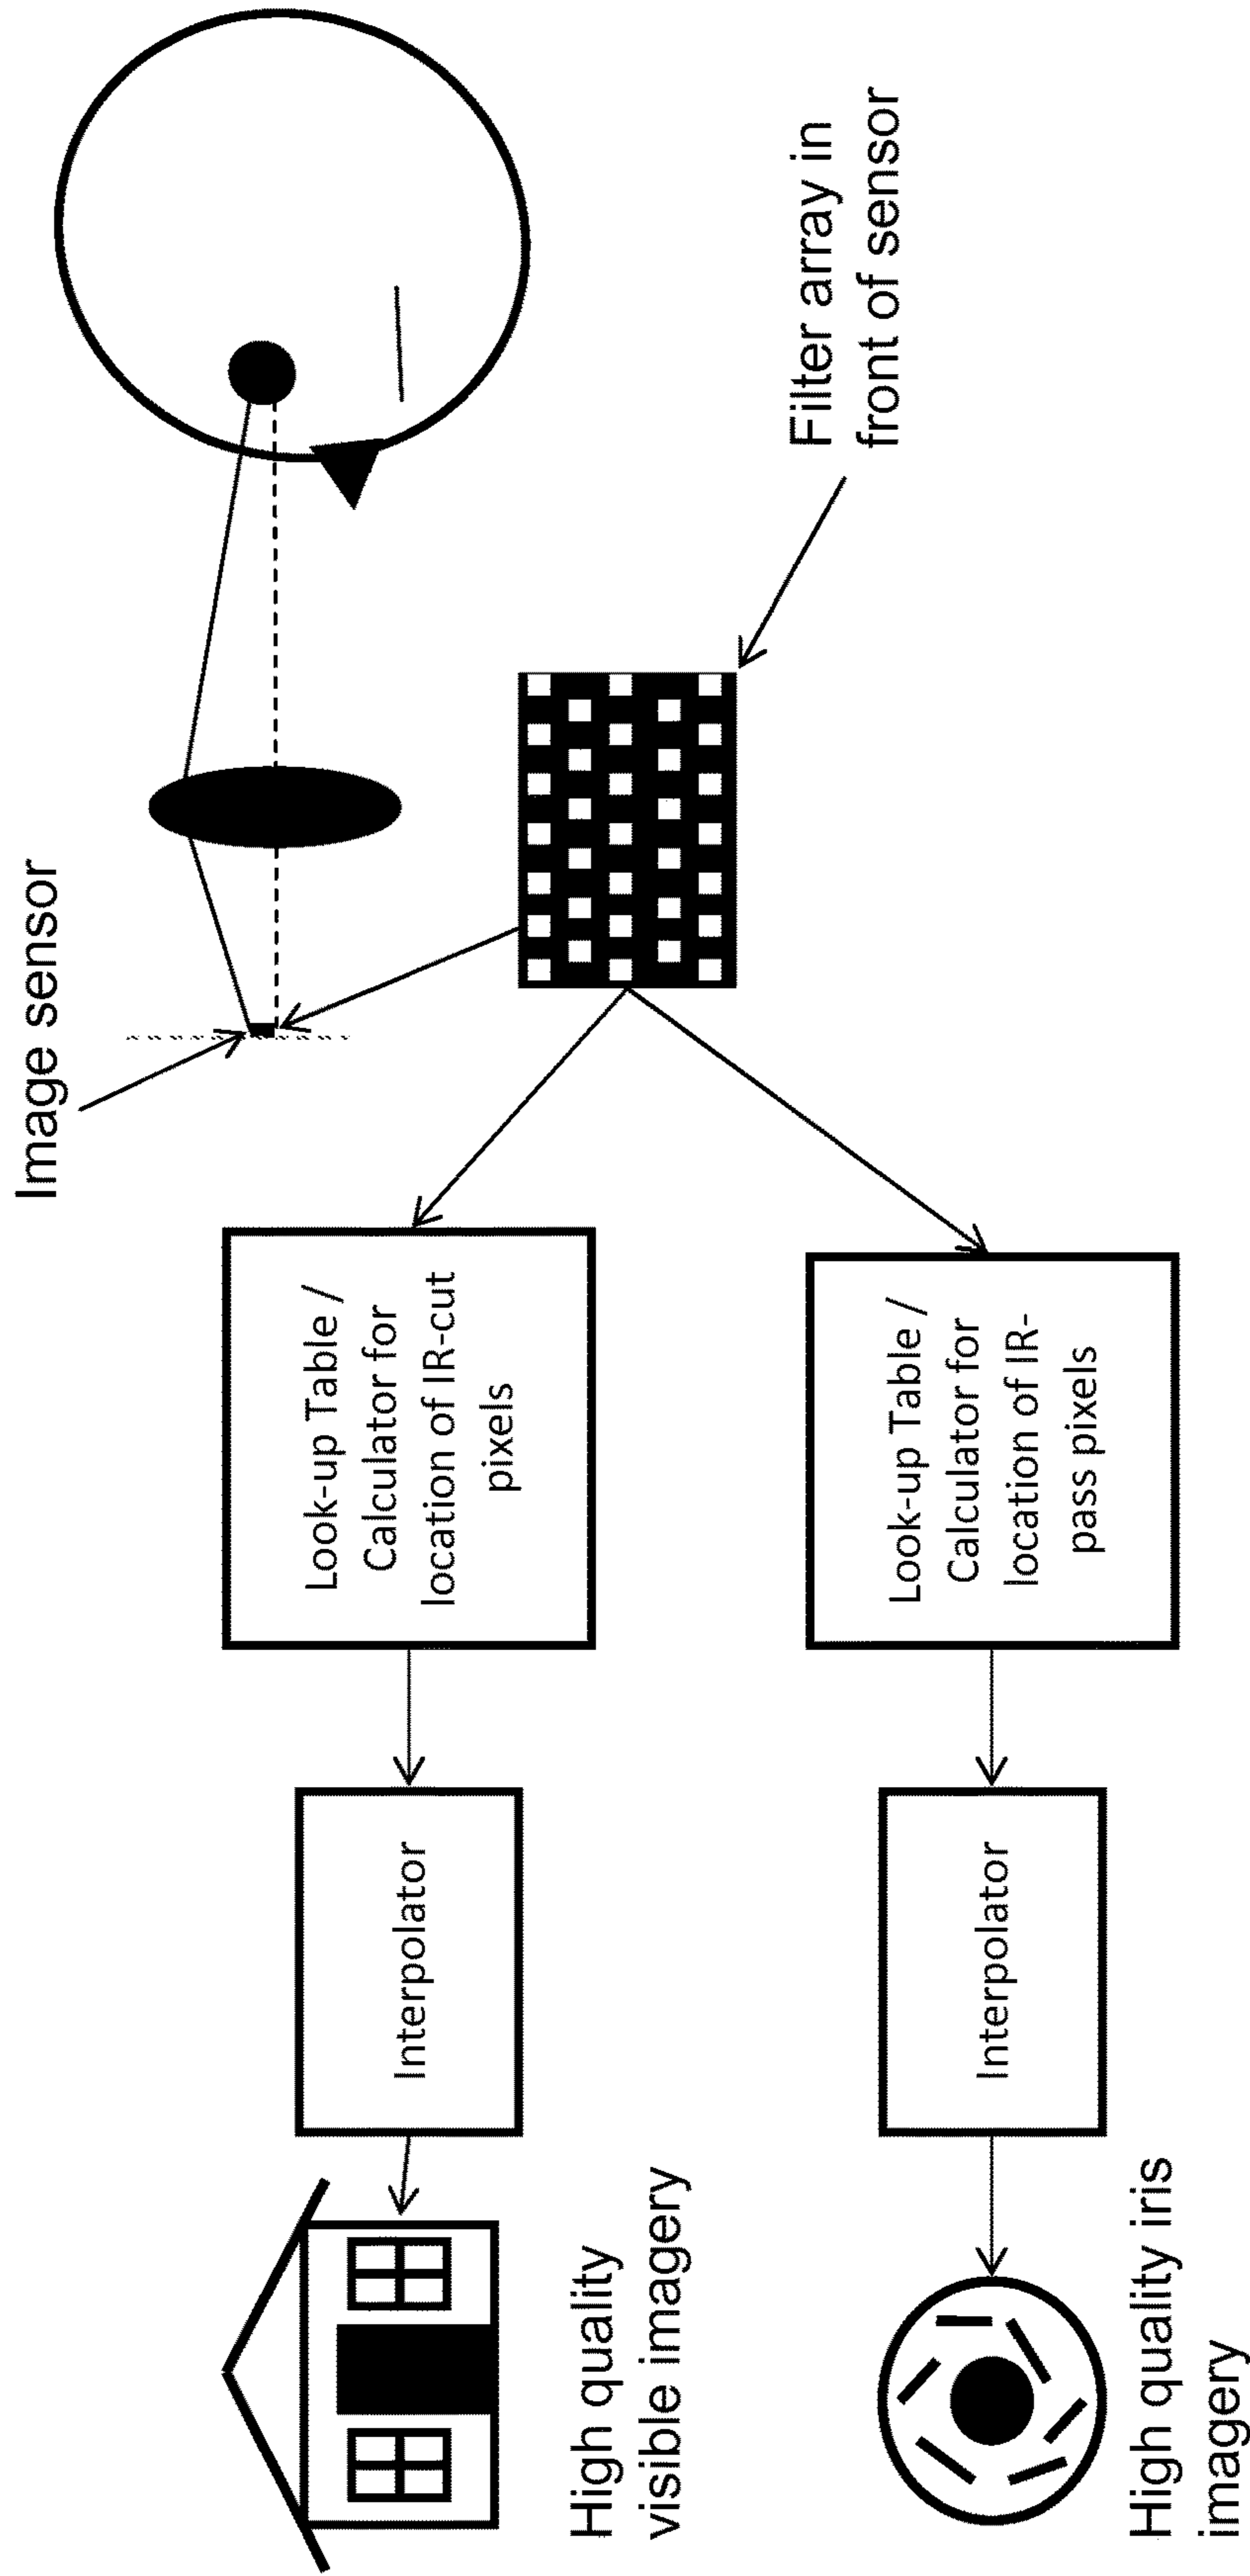 Image sensor
Filter array in
front of sensor
Look-up Table /
Calculator for
location of IR-cut
pixels
Interpolator
High quality
visible imagery
Look-up Table /
Calculator for
location of IR-
pass pixels
Interpolator
High quality iris
imagery